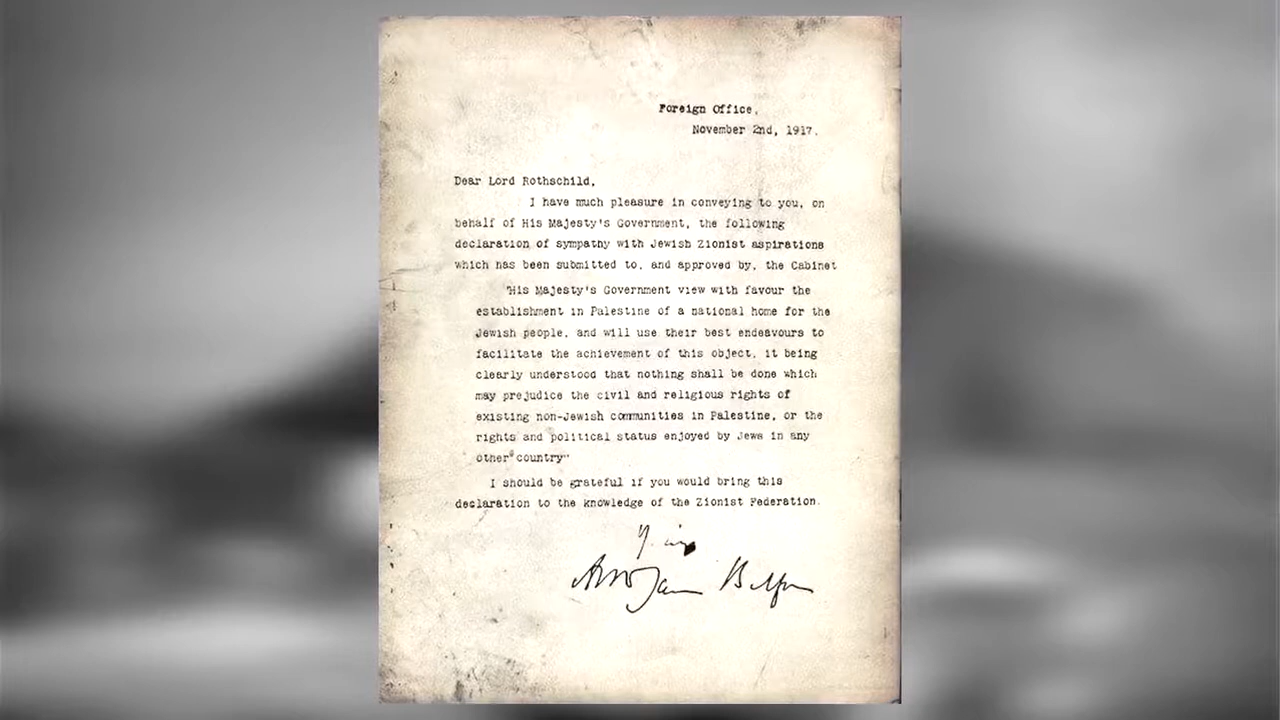 Foreign Office,
November 2nd, 1917.
Dear Lord Rothschild,
I have much pleasure in conveying to you, on
behalf of His Majesty's Government, the following
declaration of sympathy with Jewish Zionist aspirations
which has been submitted to, and approved by, the Cabinet
"His Majesty's Government view with favour the
establishment in Palestine of a national home for the
Jewish people, and will use their best endeavours to
facilitate the achievement of this object, it being
clearly understood that nothing shall be done which
may prejudice the civil and religious rights of
existing non-Jewish communities in Palestine, or the
rights and political status enjoyed by Jews in any
other country"
I should be grateful if you would bring this
declaration to the knowledge of the Zionist Federation.